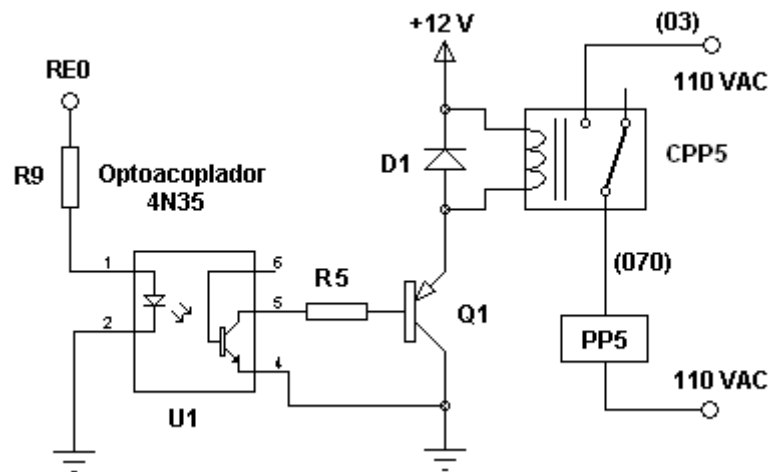 +12 V
(03)
RE0
110 VAC
R9
Optoacoplador
4N35
D1
CPP5
1
6
(070)
5
R5
Q1
2
4
PP5
U1
110 VAC